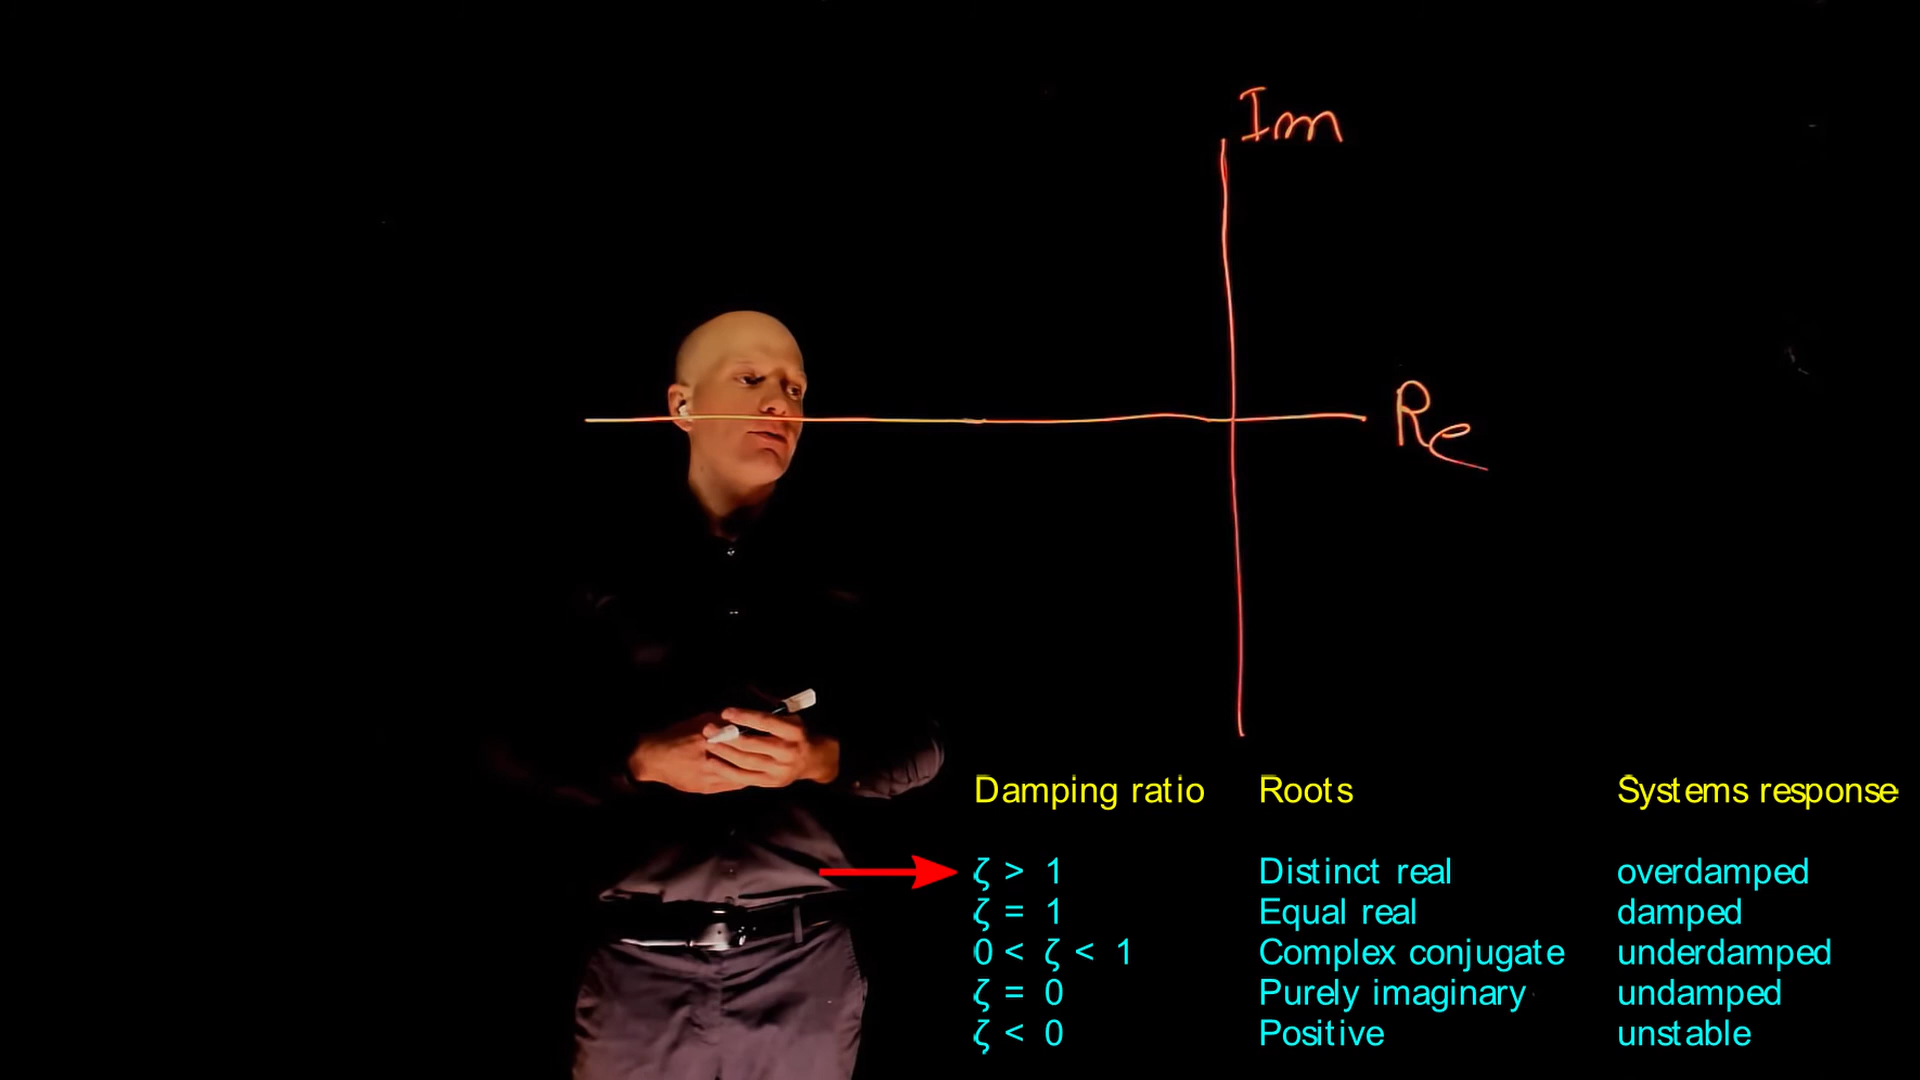 Im
Re
Damping ratio Roots Systems response
ζ > 1 Distinct real overdamped
ζ = 1 Equal real damped
0 < ζ < 1 Complex conjugate underdamped
ζ = 0 Purely imaginary undamped
ζ < 0 Positive unstable